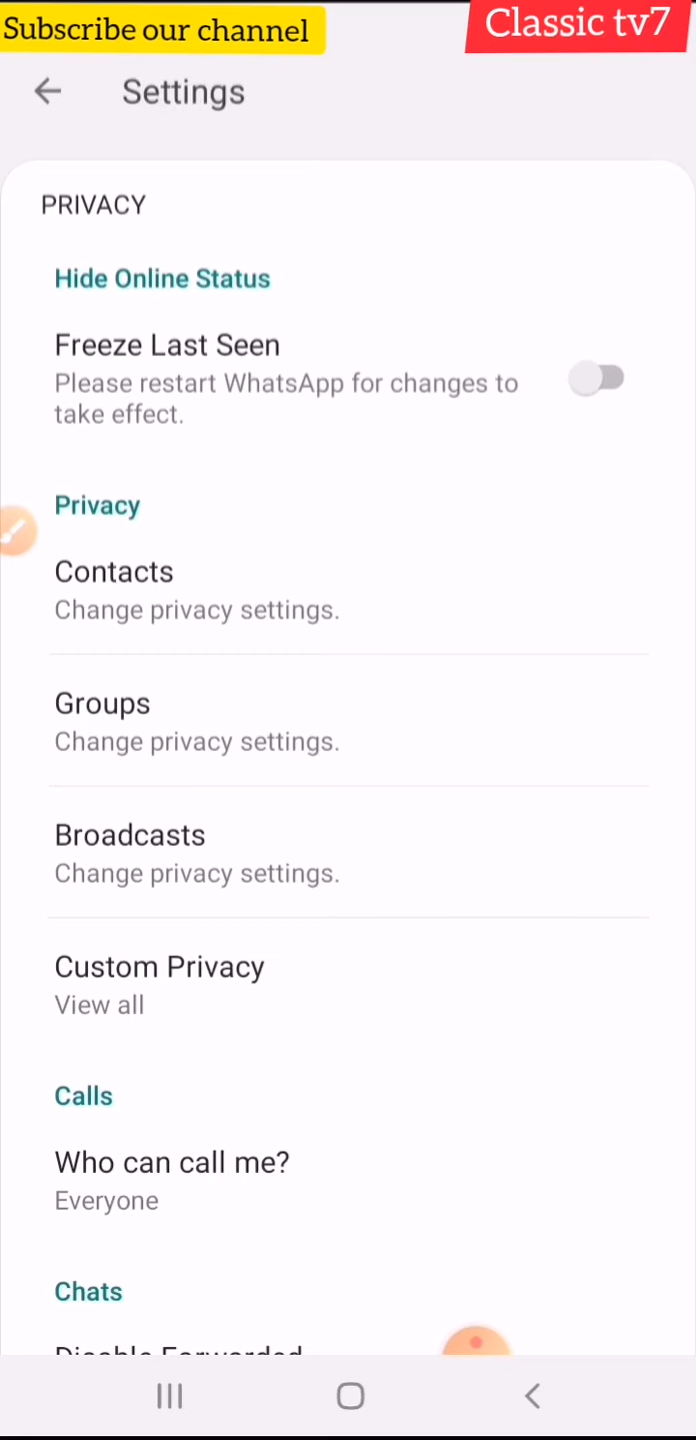 Subscribe our channel
Classic tv7
Settings
PRIVACY
Hide Online Status
Freeze Last Seen
Please restart WhatsApp for changes to
take effect.
Privacy
Contacts
Change privacy settings.
Groups
Change privacy settings.
Broadcasts
Change privacy settings.
Custom Privacy
View all
Calls
Who can call me?
Everyone
Chats
Disable Forwarded